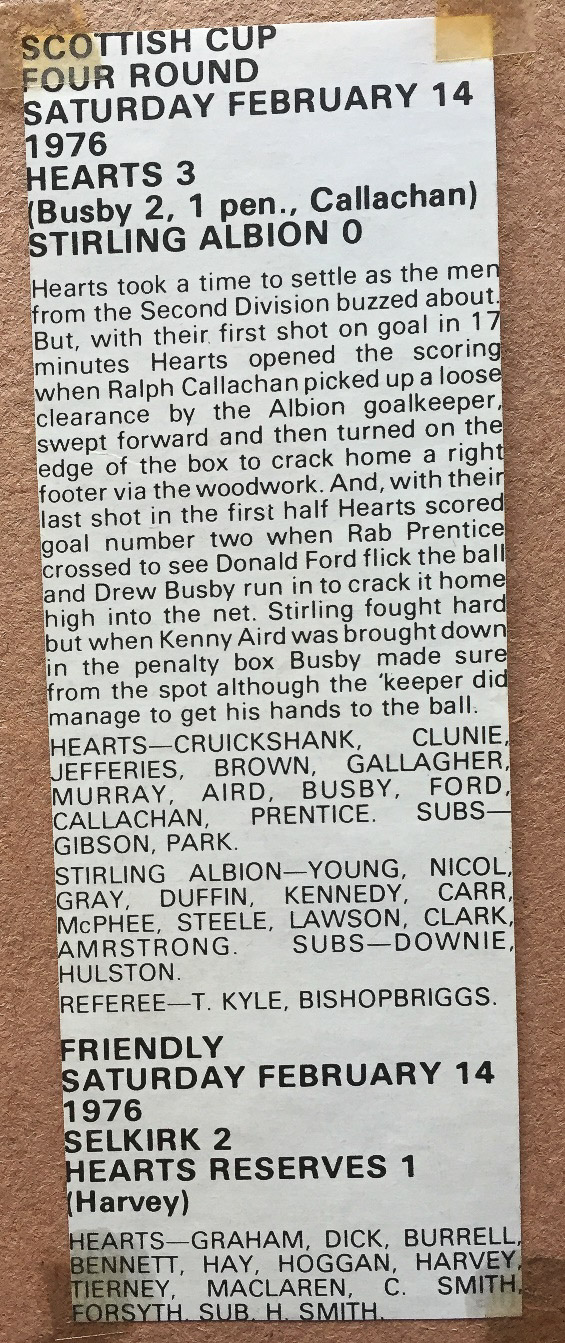 SCOTTISH CUP
FOUR ROUND
SATURDAY FEBRUARY 14
1976
HEARTS 3
(Busby 2, 1 pen., Callachan)
STIRLING ALBION 0
Hearts took a time to settle as the men
from the Second Division buzzed about.
But, with their first shot on goal in 17
minutes Hearts opened the scoring
when Ralph Callachan picked up a loose
clearance by the Albion goalkeeper,
swept forward and then turned on the
edge of the box to crack home a right
footer via the woodwork. And, with their
last shot in the first half Hearts scored
goal number two when Rab Prentice
crossed to see Donald Ford flick the ball
and Drew Busby run in to crack it home
high into the net. Stirling fought hard
but when Kenny Aird was brought down
in the penalty box Busby made sure
from the spot although the 'keeper did
manage to get his hands to the ball.
HEARTS—CRUICKSHANK, CLUNIE,
JEFFERIES, BROWN, GALLAGHER,
MURRAY, AIRD, BUSBY, FORD,
CALLACHAN, PRENTICE. SUBS—
GIBSON, PARK.
STIRLING ALBION—YOUNG, NICOL,
GRAY, DUFFIN, KENNEDY, CARR,
McPHEE, STEELE, LAWSON, CLARK,
AMRSTRONG. SUBS—DOWNIE,
HULSTON.
REFEREE—T. KYLE, BISHOPBRIGGS.
FRIENDLY
SATURDAY FEBRUARY 14
1976
SELKIRK 2
HEARTS RESERVES 1
(Harvey)
HEARTS—GRAHAM, DICK, BURRELL,
BENNETT, HAY, HOGGAN, HARVEY,
TIERNEY, MACLAREN, C. SMITH,
FORSYTH. SUB. H. SMITH.